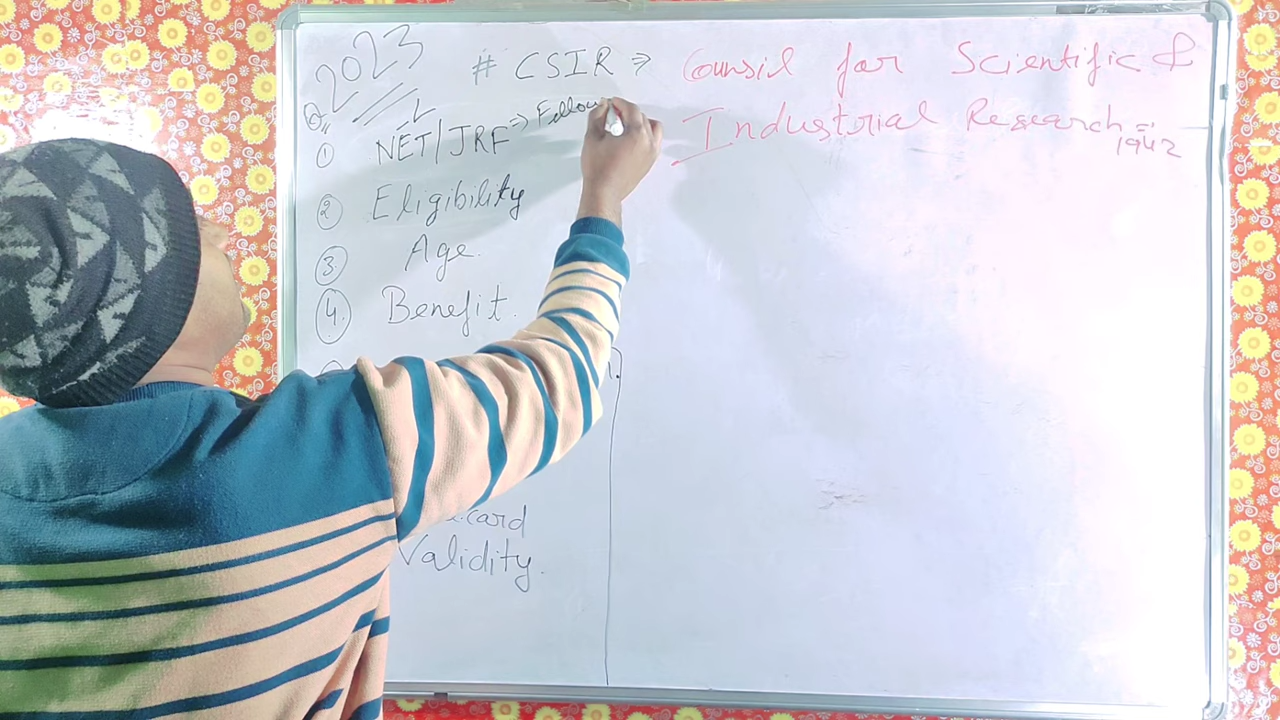 2023
# CSIR ⇒ Counsil for Scientific &
Industrial Research = 1942
① NET/JRF ⇒ Fellow
② Eligibility
③ Age.
④. Benefit.
card
Validity.